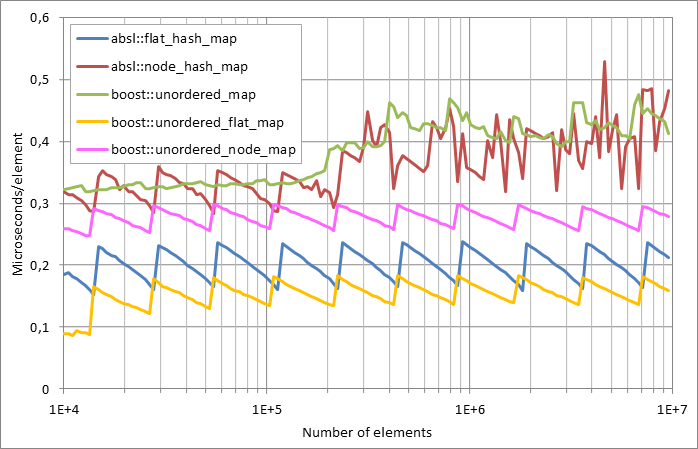 0,6
0,5
0,4
0,3
0,2
0,1
0
Microseconds/element
absl::flat_hash_map
absl::node_hash_map
boost::unordered_map
boost::unordered_flat_map
boost::unordered_node_map
1E+4 1E+5 1E+6 1E+7
Number of elements